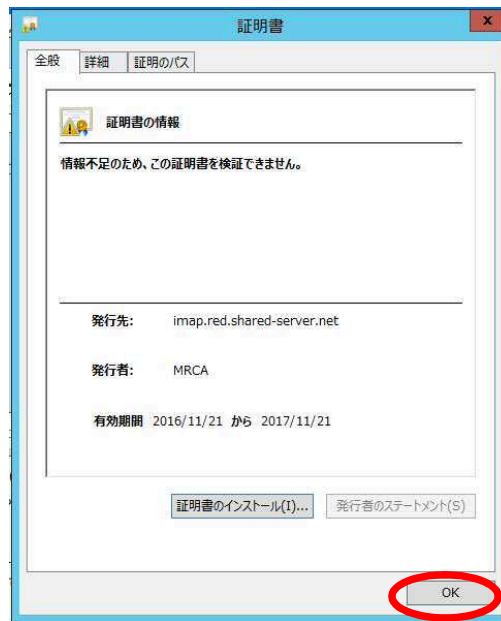 証明書
全般
詳細
証明のパス
証明書の情報
情報不足のため、この証明書を検証できません。
発行先: imap.red.shared-server.net
発行者: MRCA
有効期間 2016/11/21 から 2017/11/21
証明書のインストール(I)...
発行者のステートメント(S)
OK